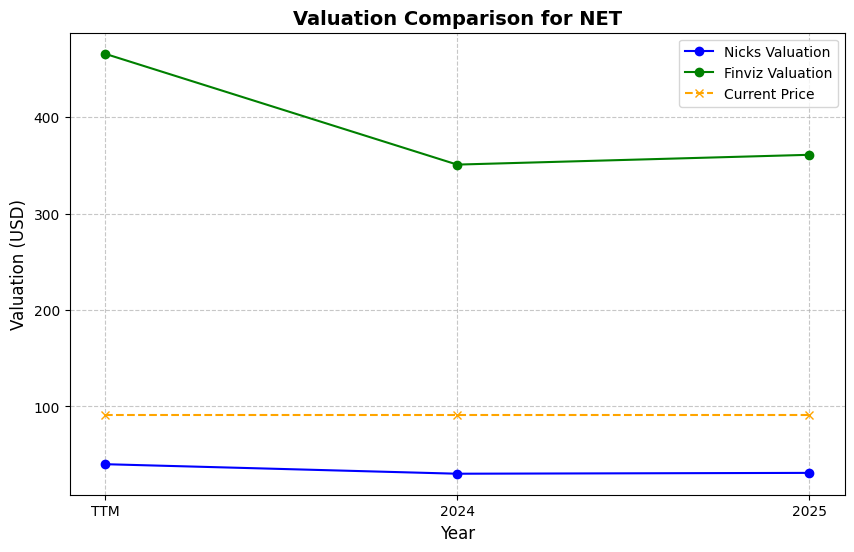 Valuation Comparison for NET
Nicks Valuation
Finviz Valuation
Current Price
Valuation (USD)
400
300
200
100
TTM
2024
2025
Year